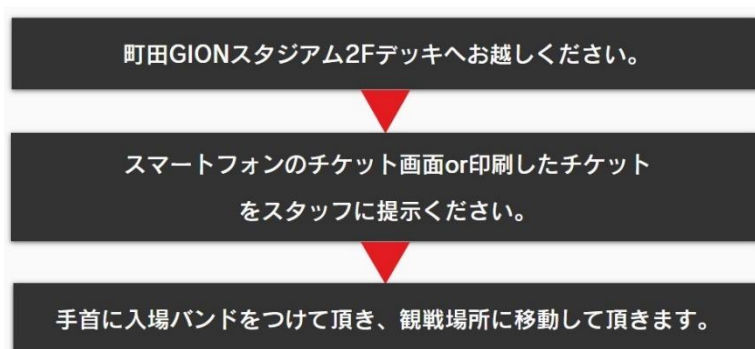 町田GIONスタジアム2Fデッキへお越しください。
スマートフォンのチケット画面or印刷したチケット
をスタッフに提示ください。
手首に入場バンドをつけて頂き、観戦場所に移動して頂きます。